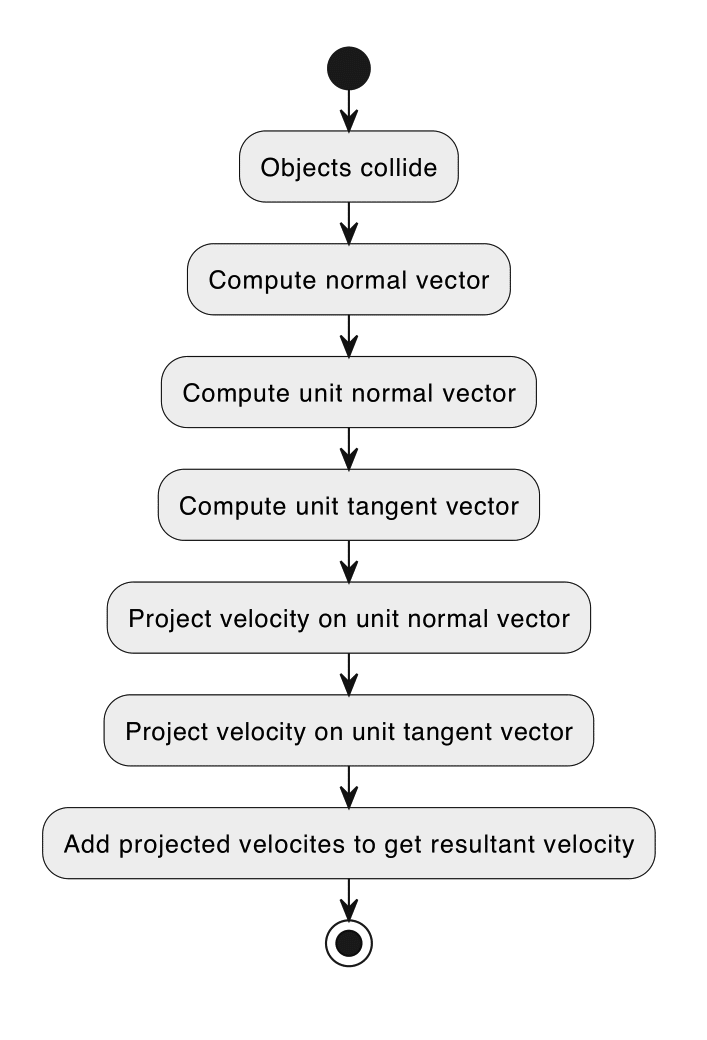 Objects collide
Compute normal vector
Compute unit normal vector
Compute unit tangent vector
Project velocity on unit normal vector
Project velocity on unit tangent vector
Add projected velocites to get resultant velocity